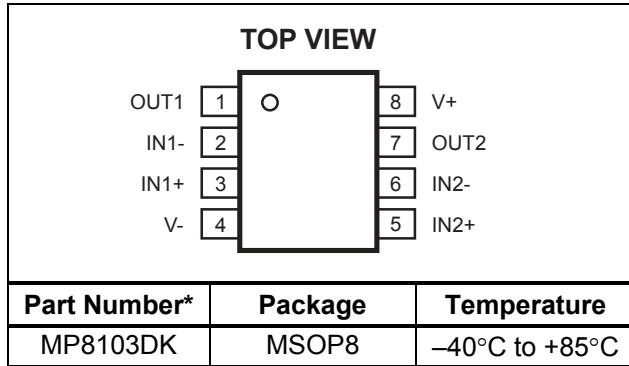 TOP VIEW
OUT1 1 8 V+
IN1- 2 7 OUT2
IN1+ 3 6 IN2-
V- 4 5 IN2+
Part Number* Package Temperature
MP8103DK MSOP8 –40°C to +85°C